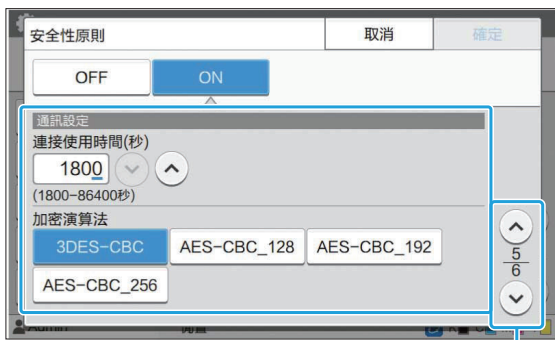 安全性原則
取消
確定
OFF
ON
通訊設定
連接使用時間(秒)
1800
(1800-86400秒)
加密演算法
3DES-CBC
AES-CBC_128
AES-CBC_192
AES-CBC_256
5
6